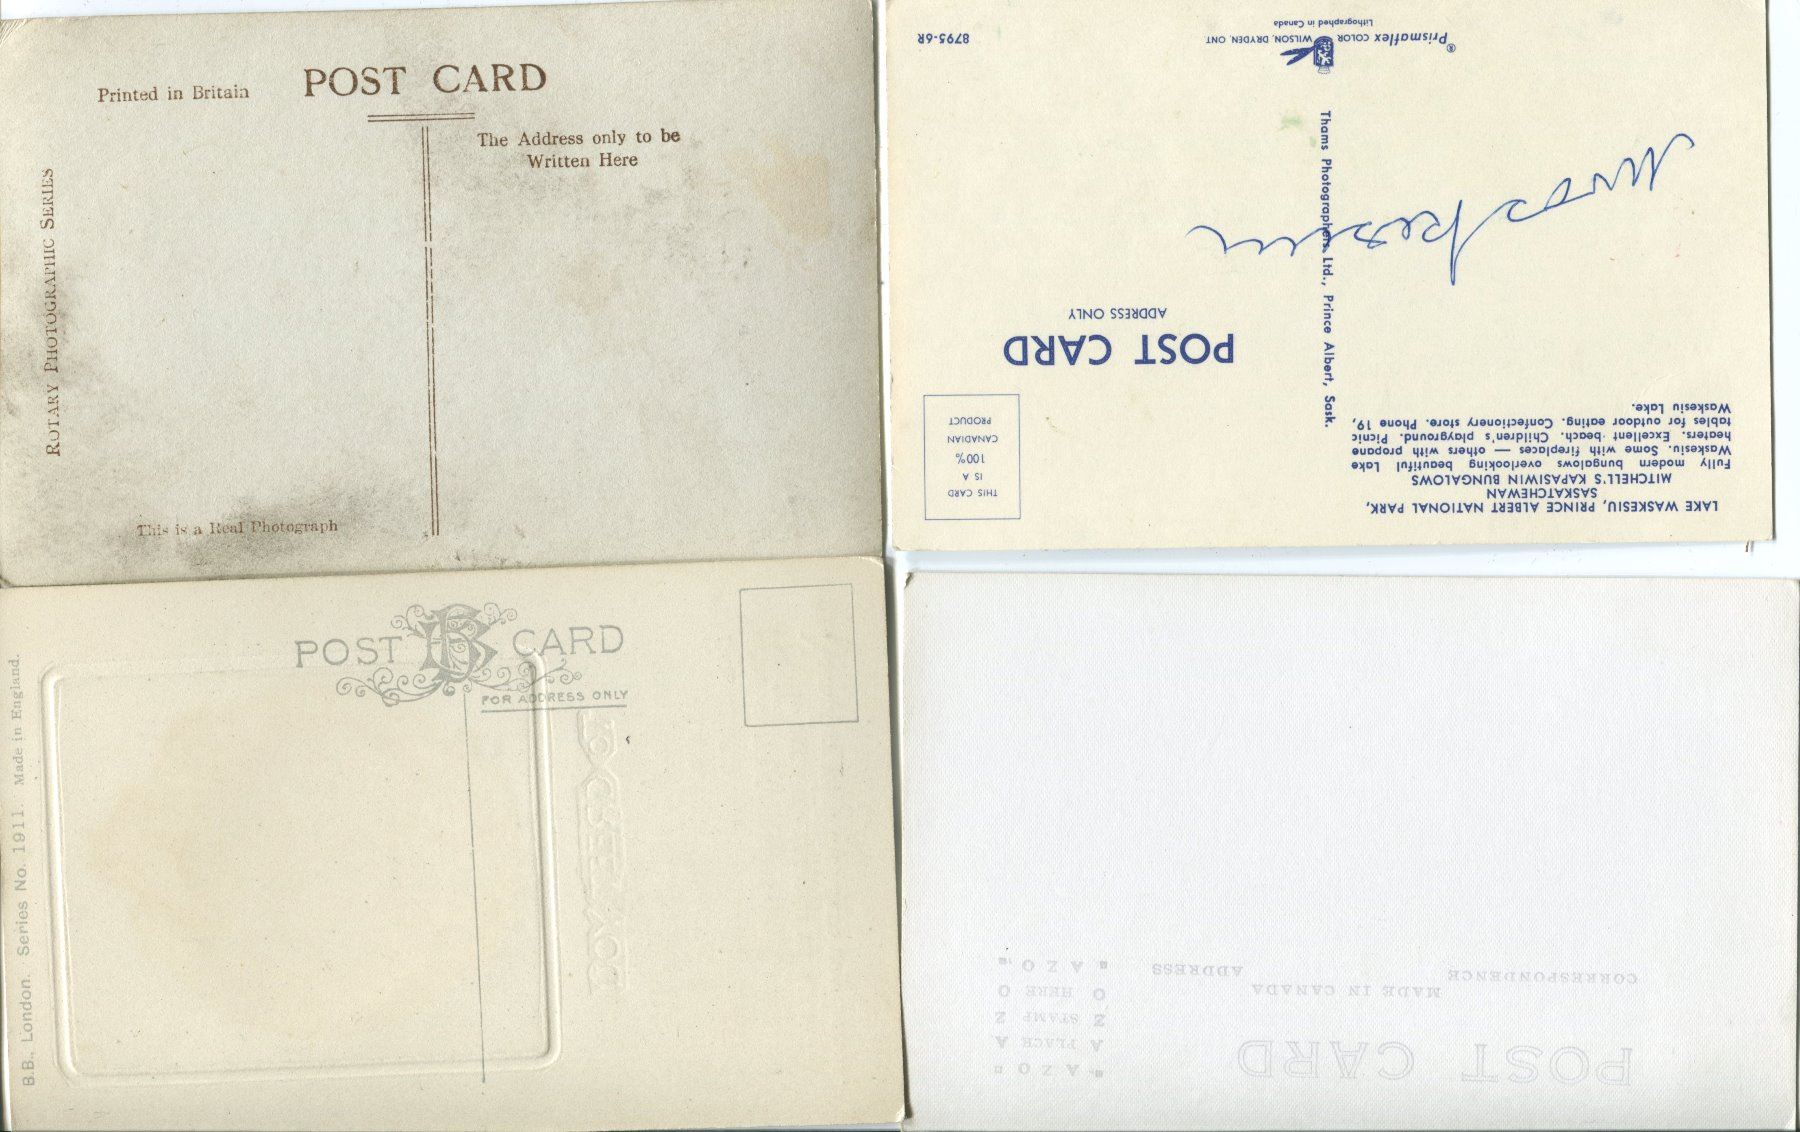 Printed in Britain
POST CARD
The Address only to be
Written Here
ROTARY PHOTOGRAPHIC SERIES
This is a Real Photograph
LAKE WASKESIU, PRINCE ALBERT NATIONAL PARK,
SASKATCHEWAN
MITCHELL'S KAPASIWIN BUNGALOWS
Fully modern bungalows overlooking beautiful Lake
Waskesiu. Some with fireplaces — others with propane
heaters. Excellent beach. Children's playground. Picnic
tables for outdoor eating. Confectionery store. Phone 19,
Waskesiu Lake.
THIS CARD
IS A
100%
CANADIAN
PRODUCT
POST CARD
ADDRESS ONLY
Thams Photographers, Ltd., Prince Albert, Sask.
Waskesiu
Prismaflex COLOR WILSON, DRYDEN, ONT
®
Lithographed in Canada
8795-6R
POST CARD
FOR ADDRESS ONLY
B.B., London. Series No. 1911. Made in England.
POST CARD
AZO
A PLACE A
Z STAMP Z
O HERE O
AZO
MADE IN CANADA
CORRESPONDENCE
ADDRESS